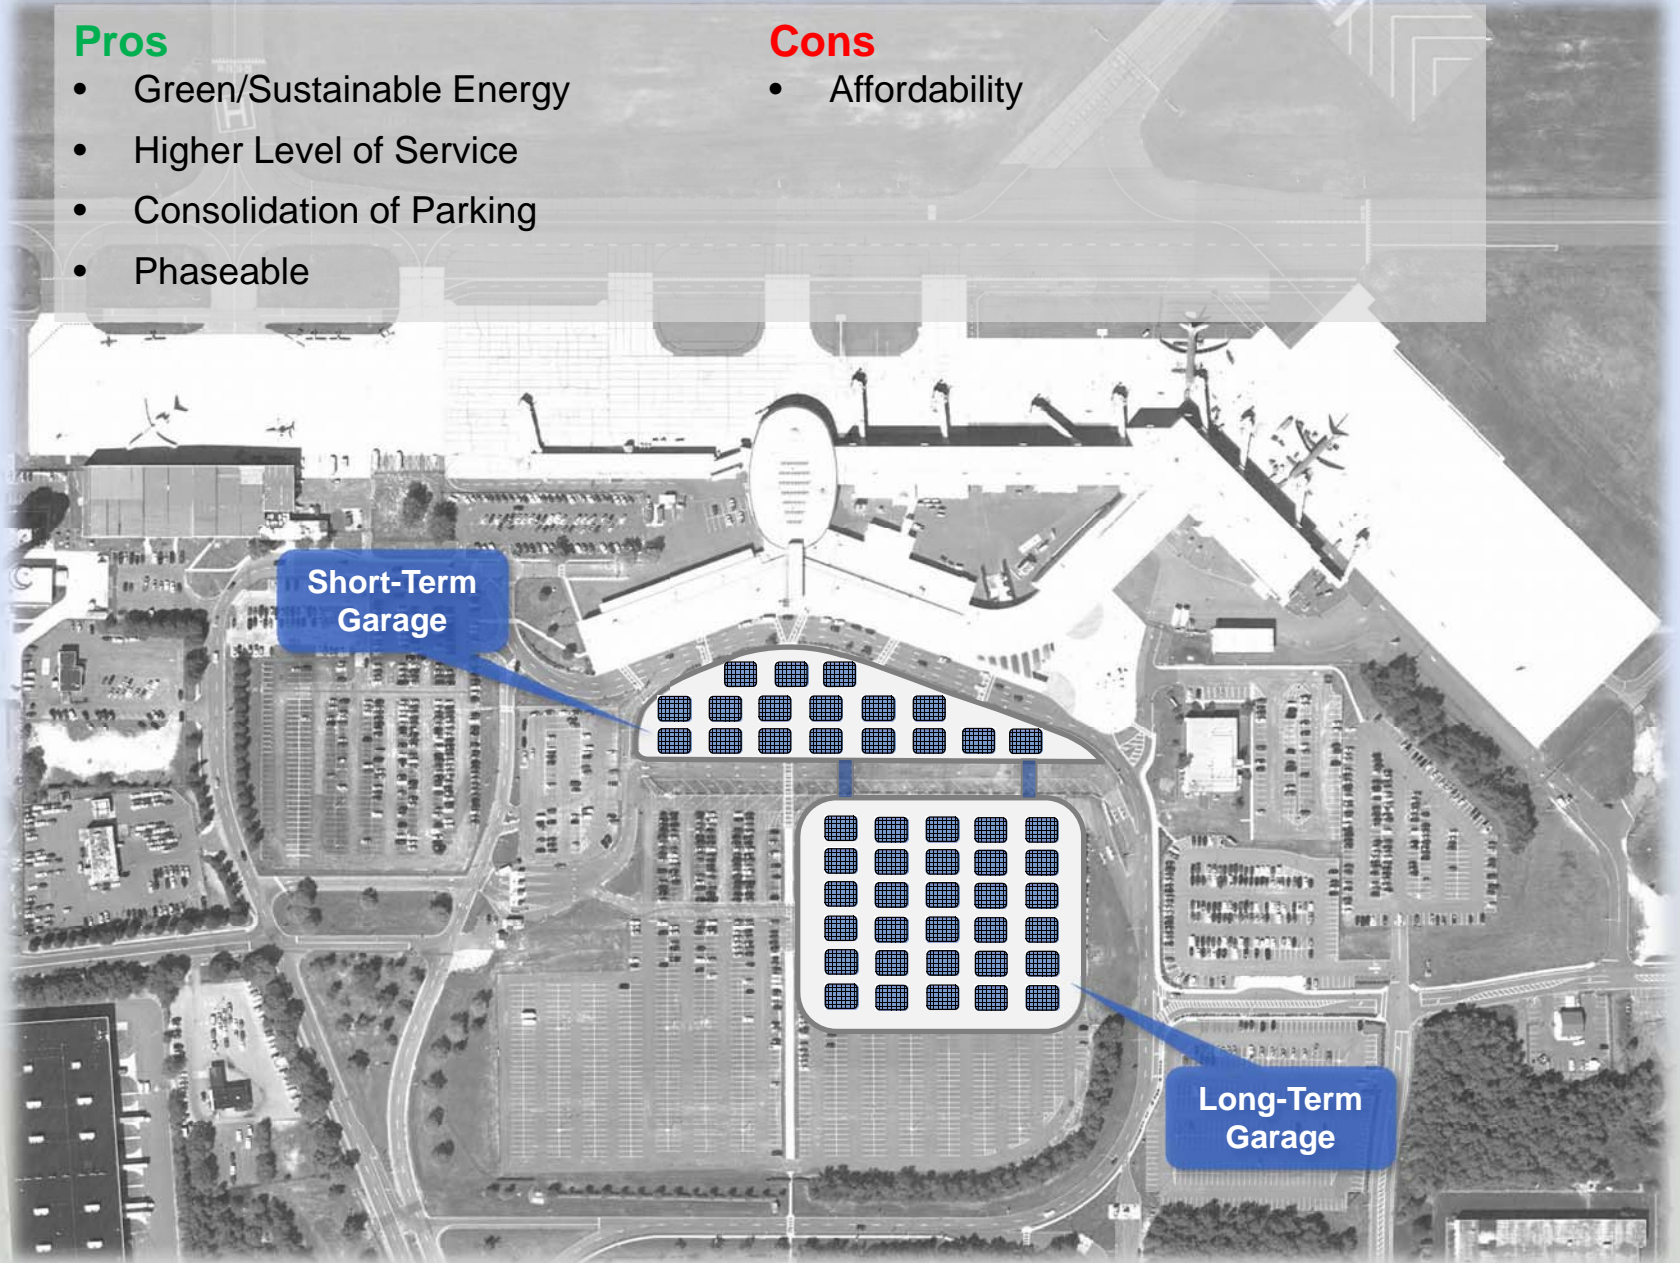 Pros
• Green/Sustainable Energy
• Higher Level of Service
• Consolidation of Parking
• Phaseable
Cons
• Affordability
H
Short-Term
Garage
Long-Term
Garage